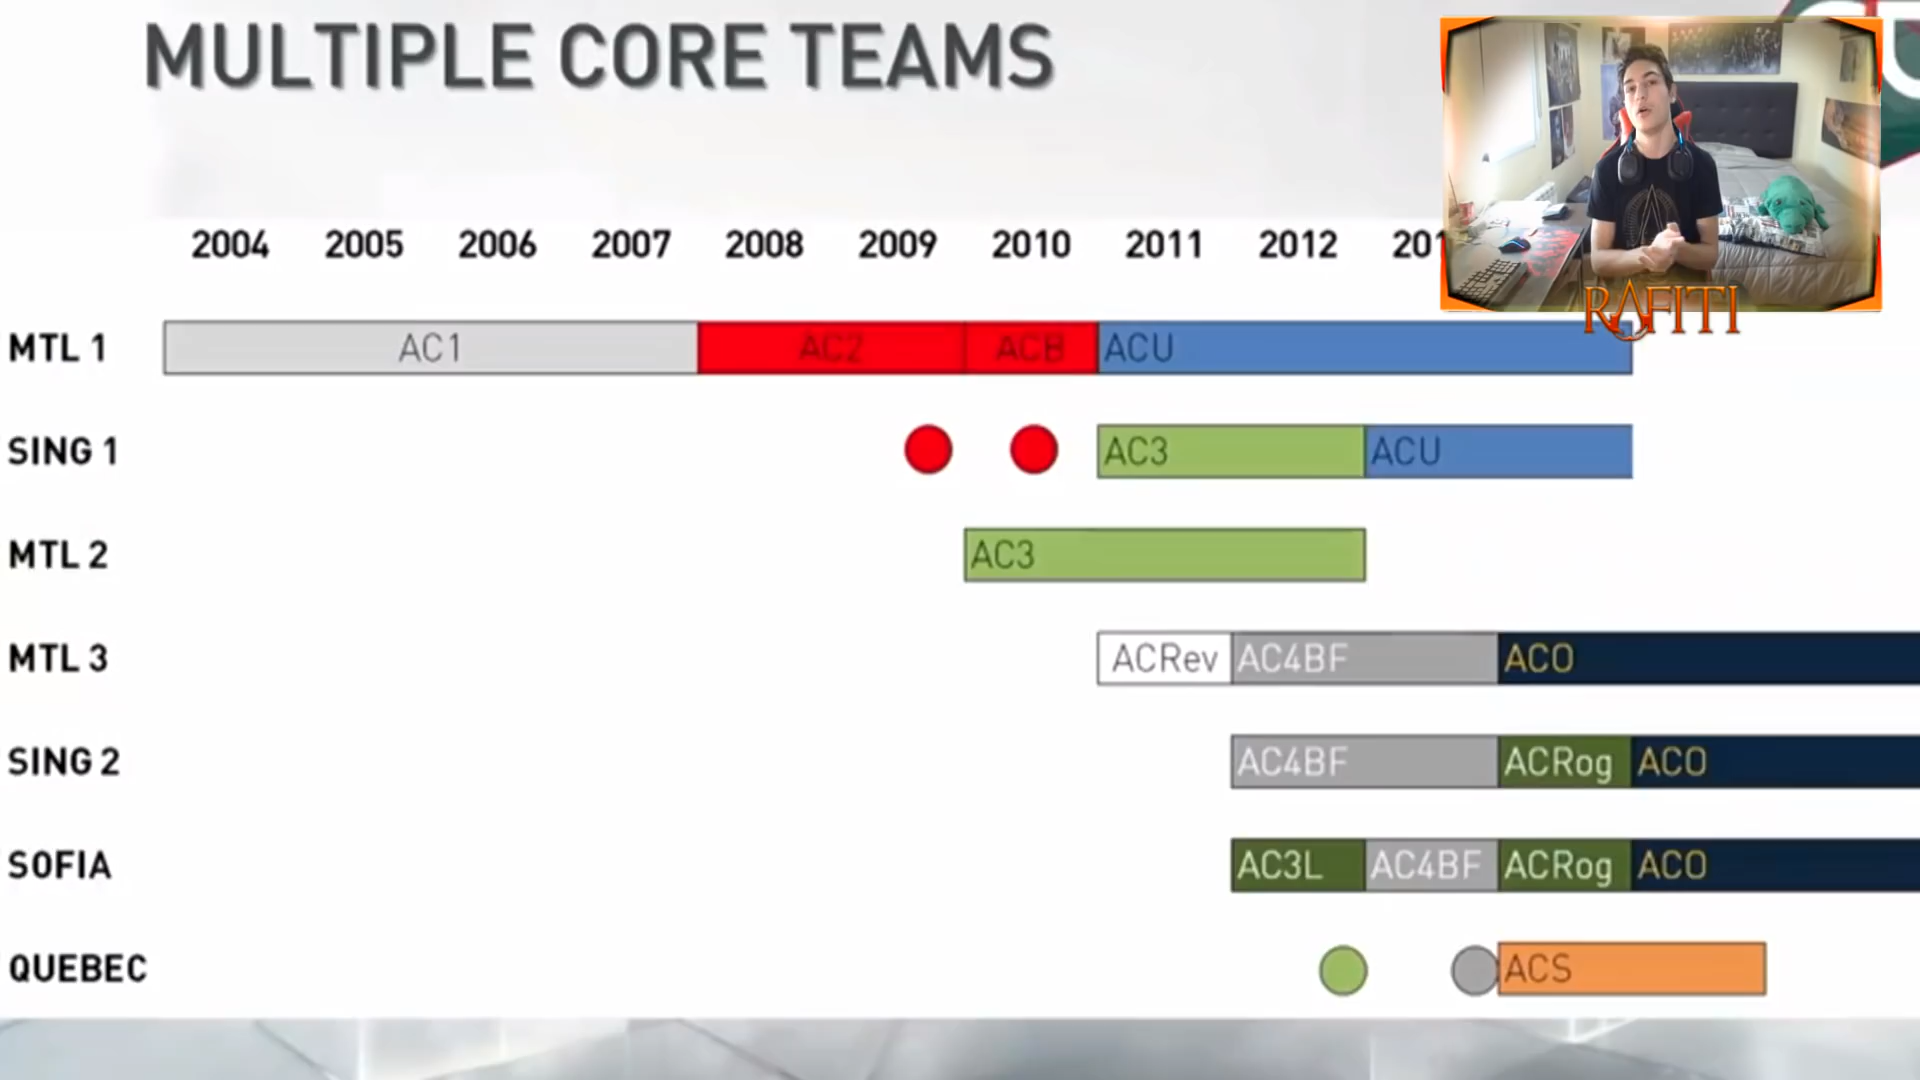 MULTIPLE CORE TEAMS
2004 2005 2006 2007 2008 2009 2010 2011 2012
RAFITI
MTL 1 AC1 AC2 ACB ACU
SING 1 AC3 ACU
MTL 2 AC3
MTL 3 ACRev AC4BF ACO
SING 2 AC4BF ACRog ACO
SOFIA AC3L AC4BF ACRog ACO
QUEBEC ACS